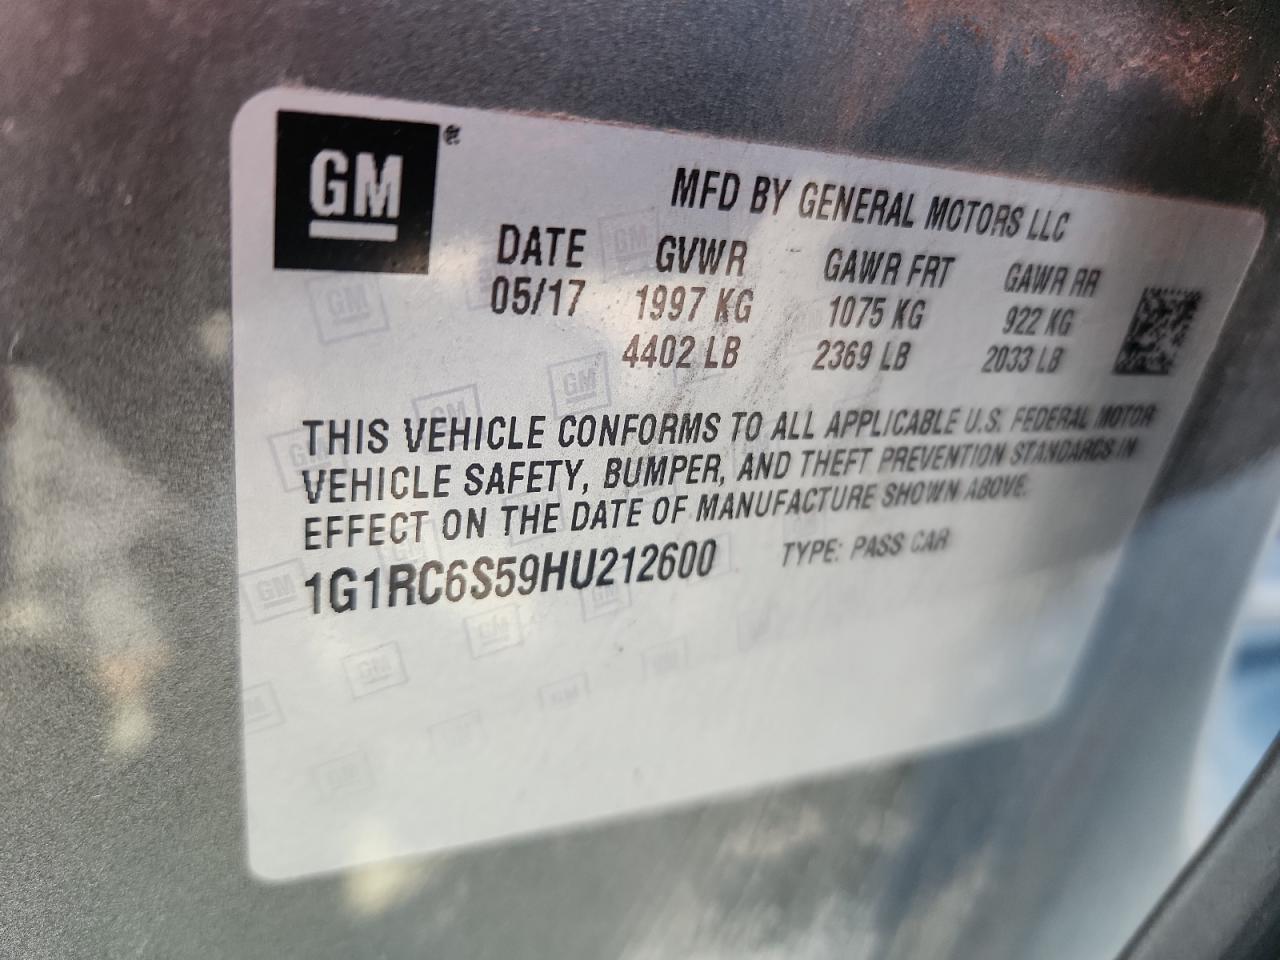 GM®
MFD BY GENERAL MOTORS LLC
DATE GVWR GAWR FRT GAWR RR
05/17 1997 KG 1075 KG 922 KG
4402 LB 2369 LB 2033 LB
THIS VEHICLE CONFORMS TO ALL APPLICABLE U.S. FEDERAL MOTOR
VEHICLE SAFETY, BUMPER, AND THEFT PREVENTION STANDARDS IN
EFFECT ON THE DATE OF MANUFACTURE SHOWN ABOVE.
1G1RC6S59HU212600 TYPE: PASS CAR